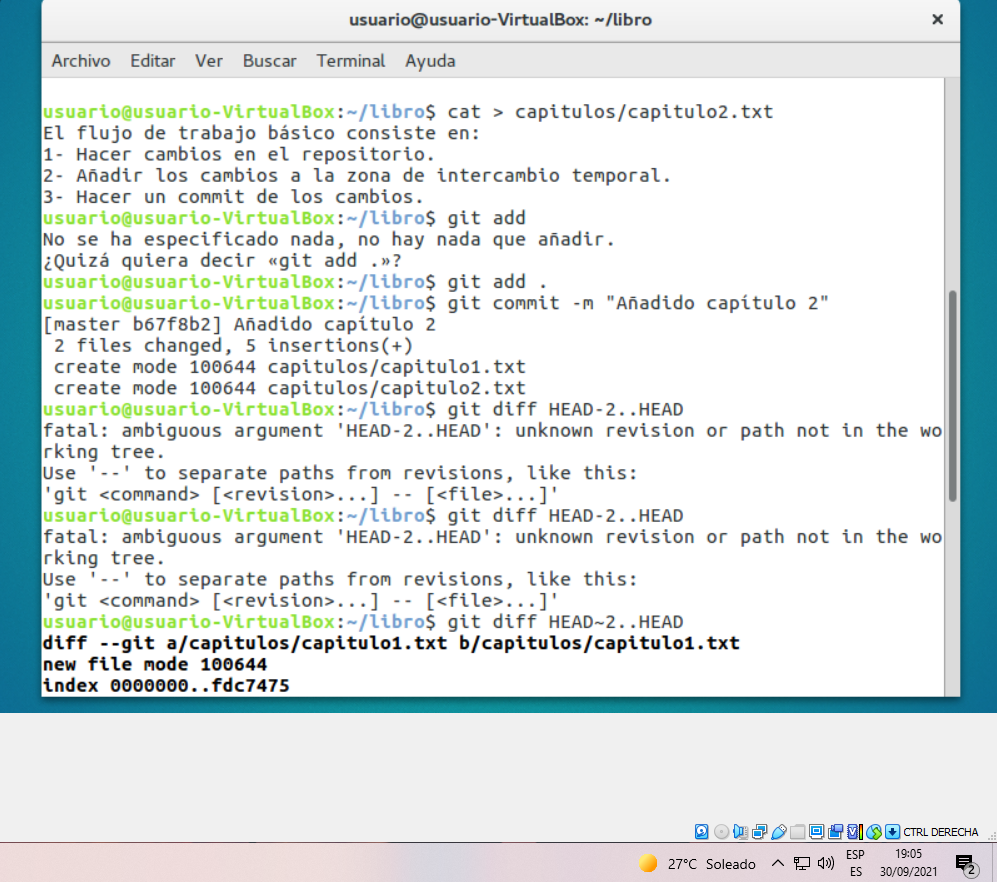 usuario@usuario-VirtualBox: ~/libro
Archivo Editar Ver Buscar Terminal Ayuda
usuario@usuario-VirtualBox:~/libro$ cat > capitulos/capitulo2.txt
El flujo de trabajo básico consiste en:
1- Hacer cambios en el repositorio.
2- Añadir los cambios a la zona de intercambio temporal.
3- Hacer un commit de los cambios.
usuario@usuario-VirtualBox:~/libro$ git add
No se ha especificado nada, no hay nada que añadir.
¿Quizá quiera decir «git add .»?
usuario@usuario-VirtualBox:~/libro$ git add .
usuario@usuario-VirtualBox:~/libro$ git commit -m "Añadido capítulo 2"
[master b67f8b2] Añadido capítulo 2
2 files changed, 5 insertions(+)
create mode 100644 capitulos/capitulo1.txt
create mode 100644 capitulos/capitulo2.txt
usuario@usuario-VirtualBox:~/libro$ git diff HEAD-2..HEAD
fatal: ambiguous argument 'HEAD-2..HEAD': unknown revision or path not in the wo
rking tree.
Use '--' to separate paths from revisions, like this:
'git <command> [<revision>...] -- [<file>...]'
usuario@usuario-VirtualBox:~/libro$ git diff HEAD-2..HEAD
fatal: ambiguous argument 'HEAD-2..HEAD': unknown revision or path not in the wo
rking tree.
Use '--' to separate paths from revisions, like this:
'git <command> [<revision>...] -- [<file>...]'
usuario@usuario-VirtualBox:~/libro$ git diff HEAD~2..HEAD
diff --git a/capitulos/capitulo1.txt b/capitulos/capitulo1.txt
new file mode 100644
index 0000000..fdc7475
CTRL DERECHA
27°C Soleado
ESP
ES
19:05
30/09/2021
2